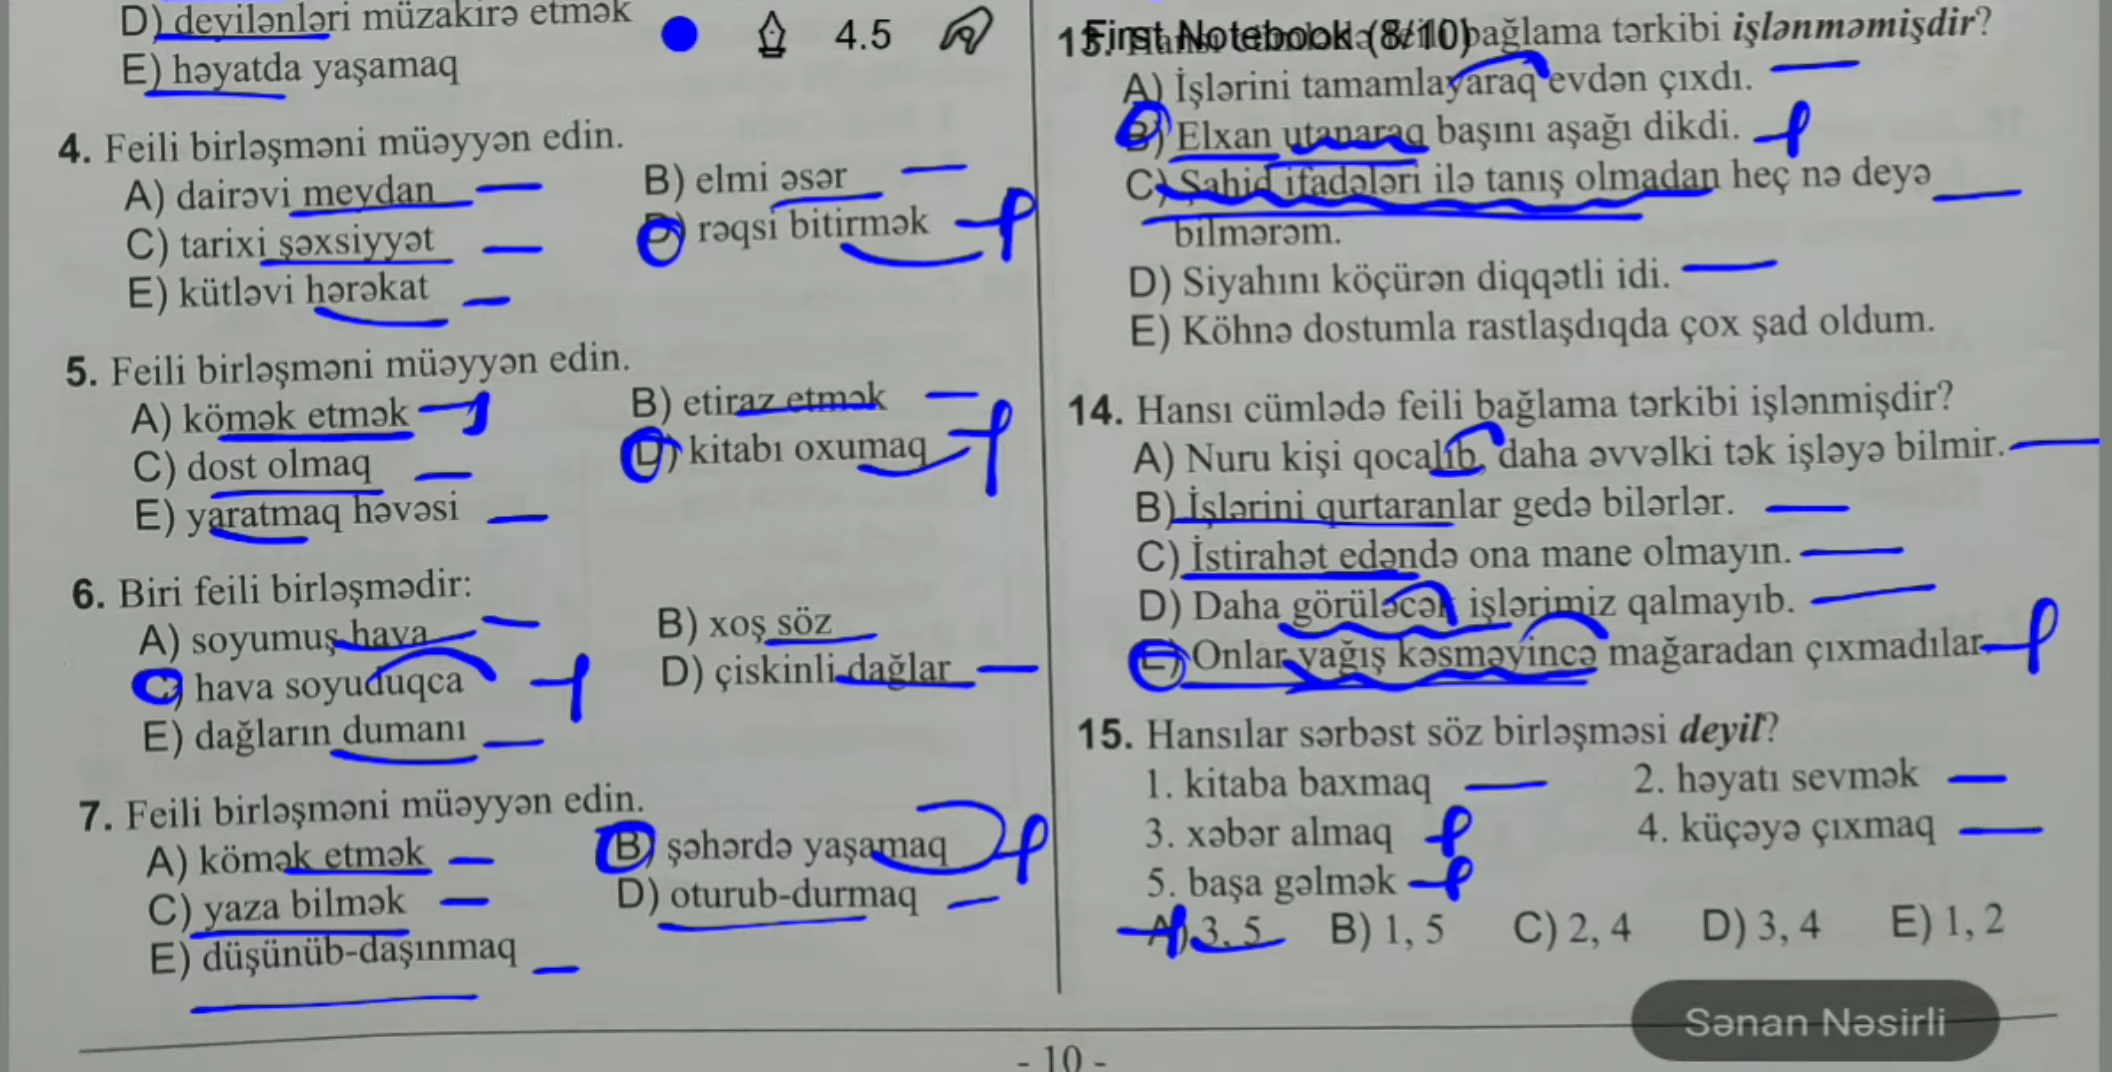 D) deyilənləri müzakirə etmək
E) həyatda yaşamaq
4.5
4. Feili birləşməni müəyyən edin.
A) dairəvi meydan
B) elmi əsər
C) tarixi şəxsiyyət
D) rəqsi bitirmək
E) kütləvi hərəkat
5. Feili birləşməni müəyyən edin.
A) kömək etmək
B) etiraz etmək
C) dost olmaq
D) kitabı oxumaq
E) yaratmaq həvəsi
6. Biri feili birləşmədir:
A) soyumuş hava
B) xoş söz
C) hava soyuduqca
D) çiskinli dağlar
E) dağların dumanı
7. Feili birləşməni müəyyən edin.
A) kömək etmək
B) şəhərdə yaşamaq
C) yaza bilmək
D) oturub-durmaq
E) düşünüb-daşınmaq
First Notebook (8/10)
13. bağlama tərkibi işlənməmişdir?
A) İşlərini tamamlayaraq evdən çıxdı.
B) Elxan utanaraq başını aşağı dikdi.
C) Şahid ifadələri ilə tanış olmadan heç nə deyə
bilmərəm.
D) Siyahını köçürən diqqətli idi.
E) Köhnə dostumla rastlaşdıqda çox şad oldum.
14. Hansı cümlədə feili bağlama tərkibi işlənmişdir?
A) Nuru kişi qocalıb, daha əvvəlki tək işləyə bilmir.
B) İşlərini qurtaranlar gedə bilərlər.
C) İstirahət edəndə ona mane olmayın.
D) Daha görüləcək işlərimiz qalmayıb.
E) Onlar yağış kəsməyincə mağaradan çıxmadılar.
15. Hansılar sərbəst söz birləşməsi deyil?
1. kitaba baxmaq
2. həyatı sevmək
3. xəbər almaq
4. küçəyə çıxmaq
5. başa gəlmək
A) 3, 5 B) 1, 5 C) 2, 4 D) 3, 4 E) 1, 2
Sənan Nəsirli
- 10 -